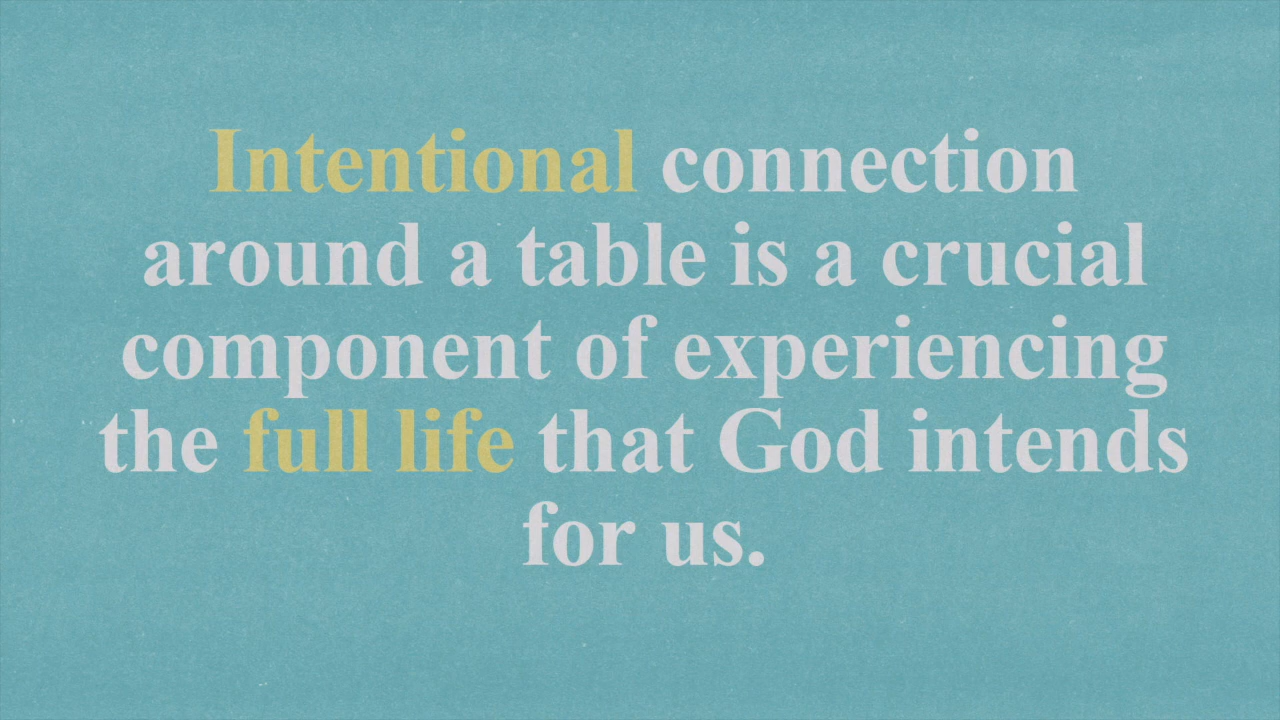 Intentional connection
around a table is a crucial
component of experiencing
the full life that God intends
for us.